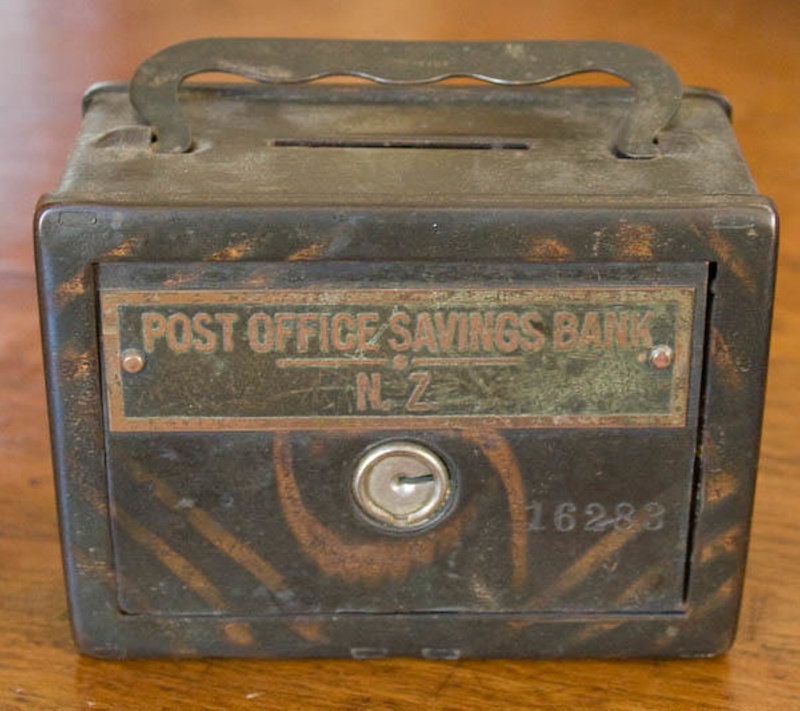 POST OFFICE SAVINGS BANK
N. Z.
16283